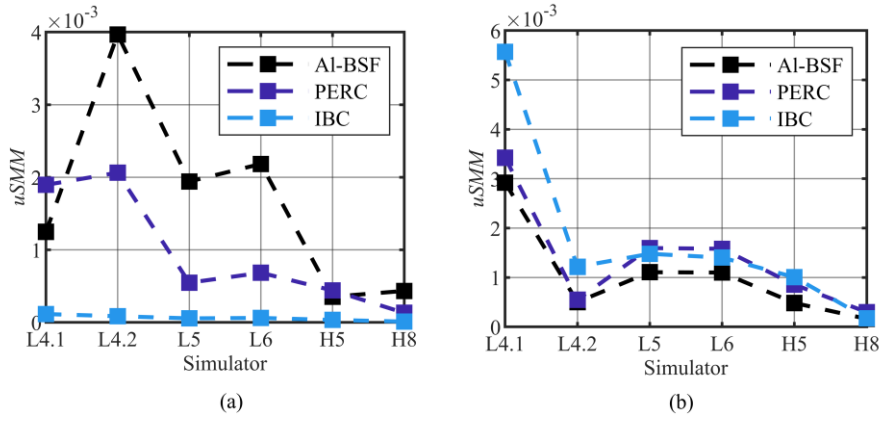 ×10⁻³
4
3
2
1
0
uSMM
Al-BSF
PERC
IBC
L4.1 L4.2 L5 L6 H5 H8
Simulator
(a)
×10⁻³
6
5
4
3
2
1
0
uSMM
Al-BSF
PERC
IBC
L4.1 L4.2 L5 L6 H5 H8
Simulator
(b)